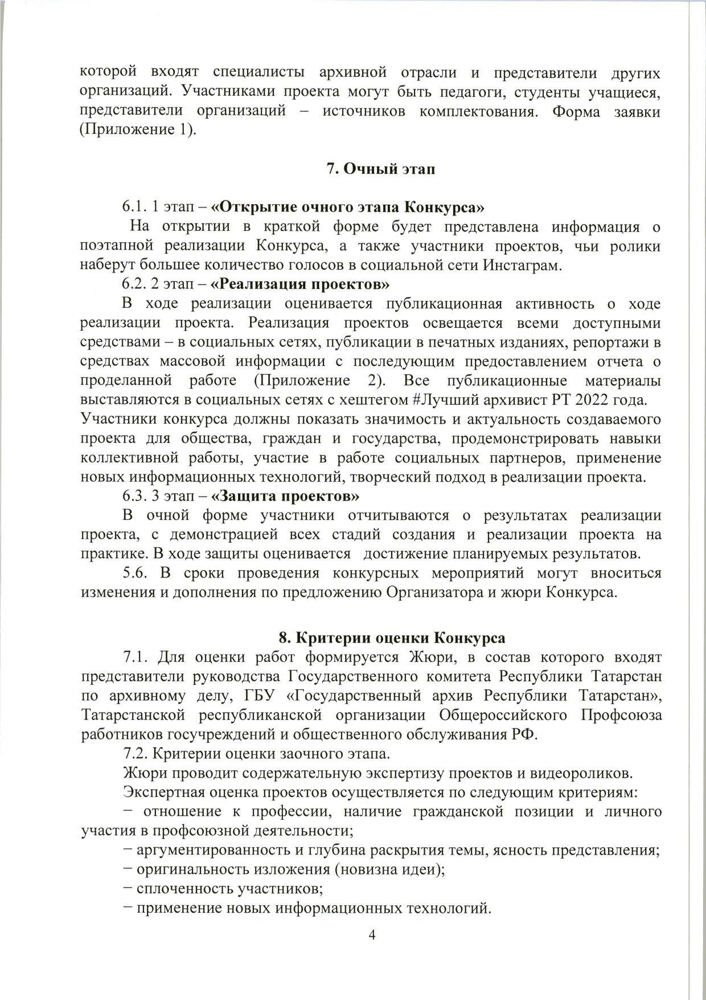 которой входят специалисты архивной отрасли и представители других
организаций. Участниками проекта могут быть педагоги, студенты учащиеся,
представители организаций – источников комплектования. Форма заявки
(Приложение 1).
7. Очный этап
6.1. 1 этап – «Открытие очного этапа Конкурса»
На открытии в краткой форме будет представлена информация о
поэтапной реализации Конкурса, а также участники проектов, чьи ролики
наберут большее количество голосов в социальной сети Инстаграм.
6.2. 2 этап – «Реализация проектов»
В ходе реализации оценивается публикационная активность о ходе
реализации проекта. Реализация проектов освещается всеми доступными
средствами – в социальных сетях, публикации в печатных изданиях, репортажи в
средствах массовой информации с последующим предоставлением отчета о
проделанной работе (Приложение 2). Все публикационные материалы
выставляются в социальных сетях с хештегом #Лучший архивист РТ 2022 года.
Участники конкурса должны показать значимость и актуальность создаваемого
проекта для общества, граждан и государства, продемонстрировать навыки
коллективной работы, участие в работе социальных партнеров, применение
новых информационных технологий, творческий подход в реализации проекта.
6.3. 3 этап – «Защита проектов»
В очной форме участники отчитываются о результатах реализации
проекта, с демонстрацией всех стадий создания и реализации проекта на
практике. В ходе защиты оценивается достижение планируемых результатов.
5.6. В сроки проведения конкурсных мероприятий могут вноситься
изменения и дополнения по предложению Организатора и жюри Конкурса.
8. Критерии оценки Конкурса
7.1. Для оценки работ формируется Жюри, в состав которого входят
представители руководства Государственного комитета Республики Татарстан
по архивному делу, ГБУ «Государственный архив Республики Татарстан»,
Татарстанской республиканской организации Общероссийского Профсоюза
работников госучреждений и общественного обслуживания РФ.
7.2. Критерии оценки заочного этапа.
Жюри проводит содержательную экспертизу проектов и видеороликов.
Экспертная оценка проектов осуществляется по следующим критериям:
− отношение к профессии, наличие гражданской позиции и личного
участия в профсоюзной деятельности;
− аргументированность и глубина раскрытия темы, ясность представления;
− оригинальность изложения (новизна идеи);
− сплоченность участников;
− применение новых информационных технологий.
4